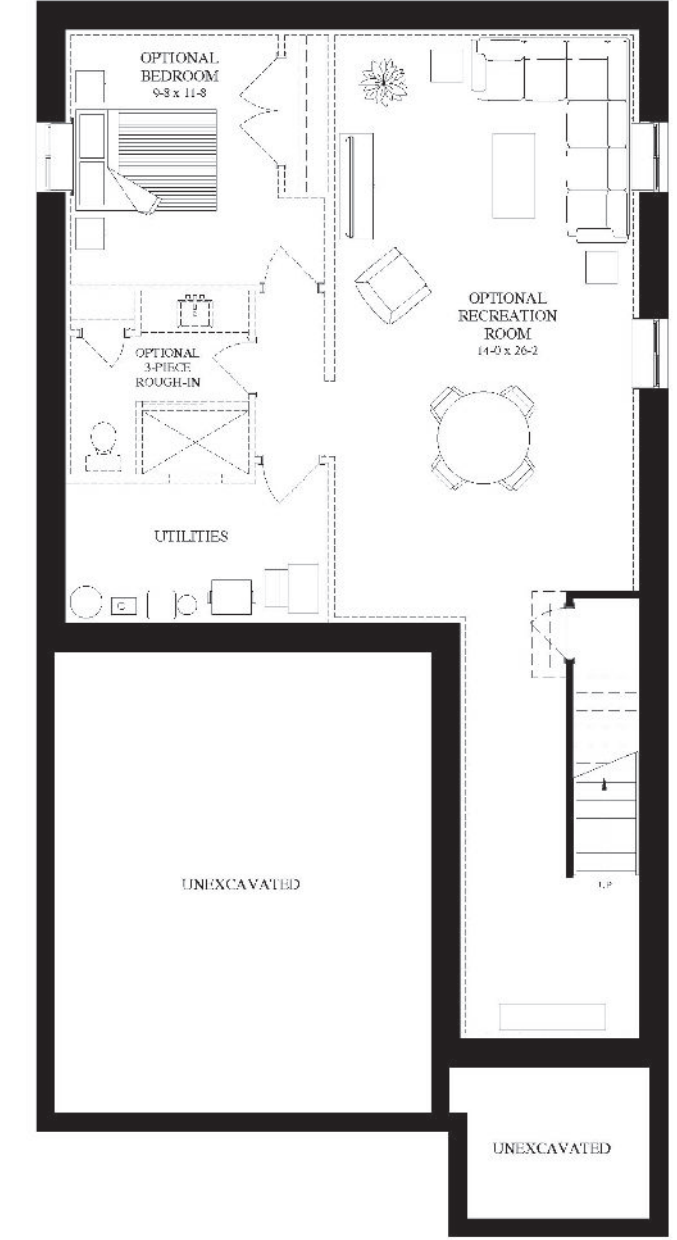 OPTIONAL
BEDROOM
9-8 x 11-8
OPTIONAL
RECREATION
ROOM
14-0 x 26-2
OPTIONAL
3-PIECE
ROUGH-IN
UTILITIES
UP
UNEXCAVATED
UNEXCAVATED